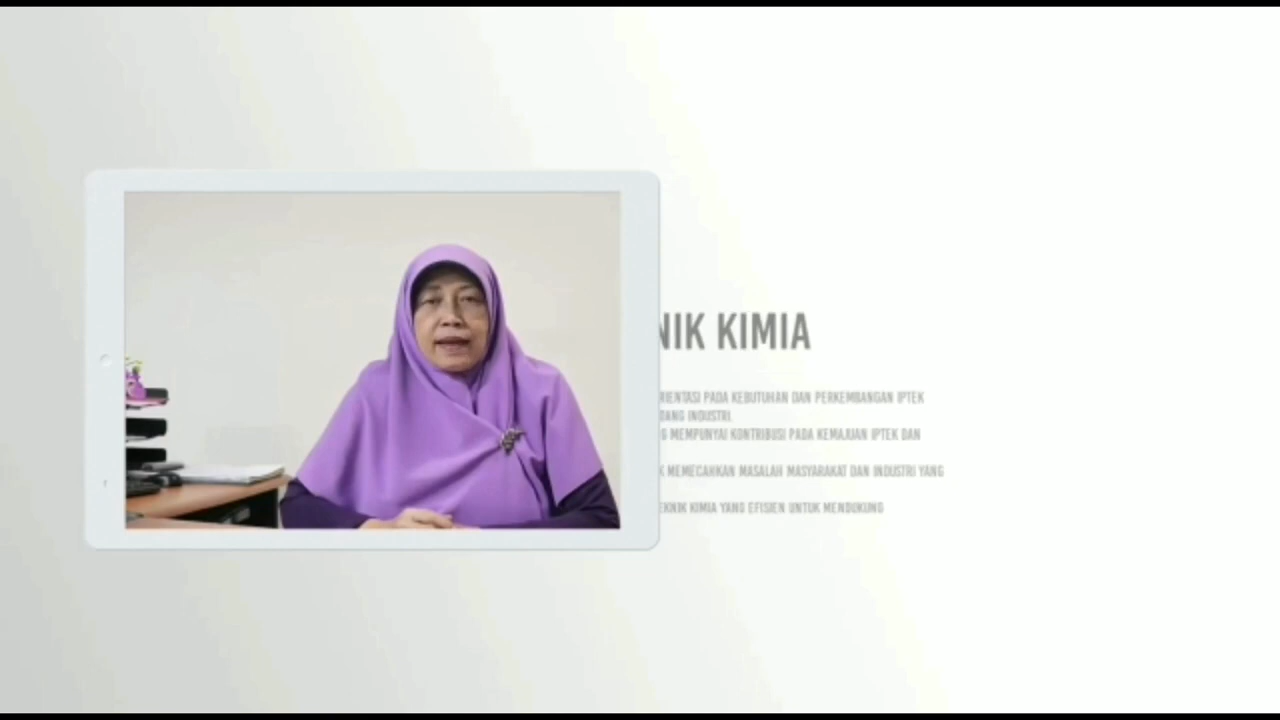 NIK KIMIA
RIENTASI PADA KEBUTUHAN DAN PERKEMBANGAN IPTEK
DANG INDUSTRI.
G MEMPUNYAI KONTRIBUSI PADA KEMAJUAN IPTEK DAN
K MEMECAHKAN MASALAH MASYARAKAT DAN INDUSTRI YANG
EKNIK KIMIA YANG EFISIEN UNTUK MENDUKUNG